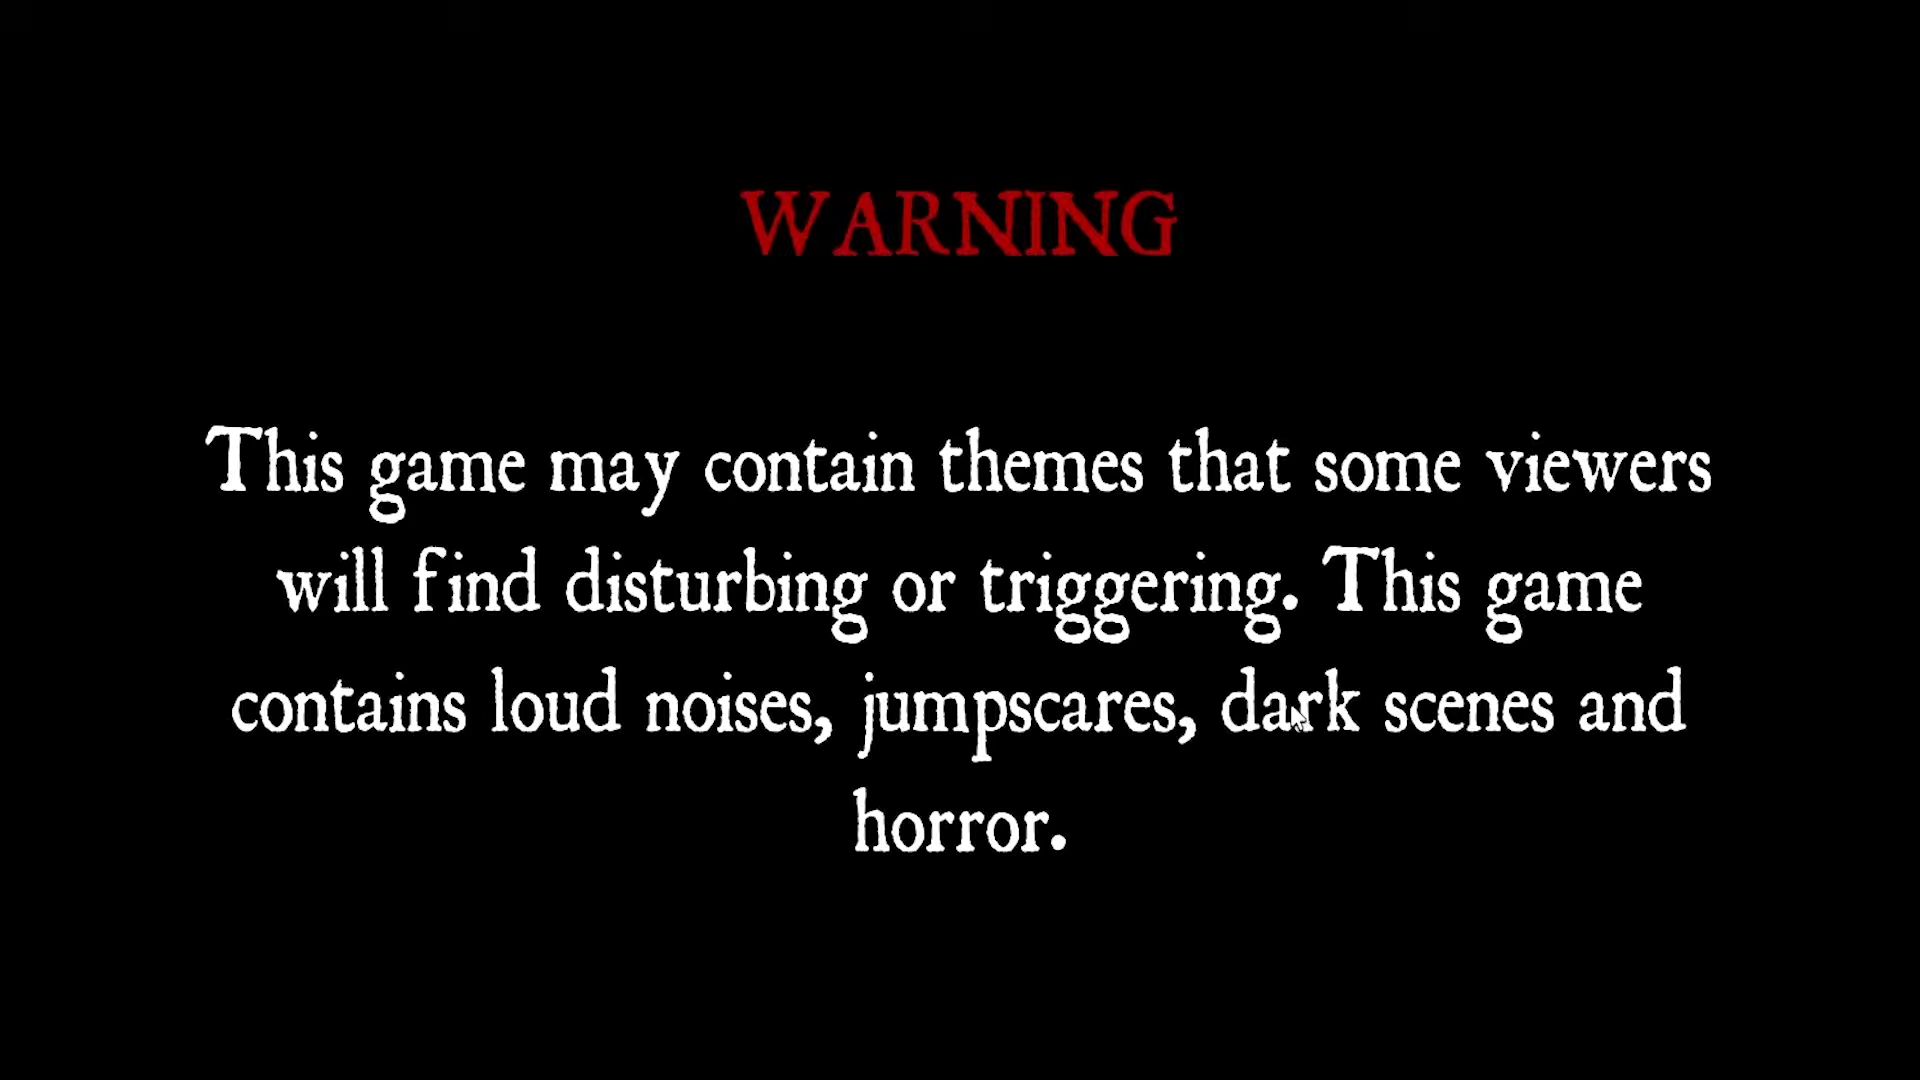 WARNING
This game may contain themes that some viewers
will find disturbing or triggering. This game
contains loud noises, jumpscares, dark scenes and
horror.